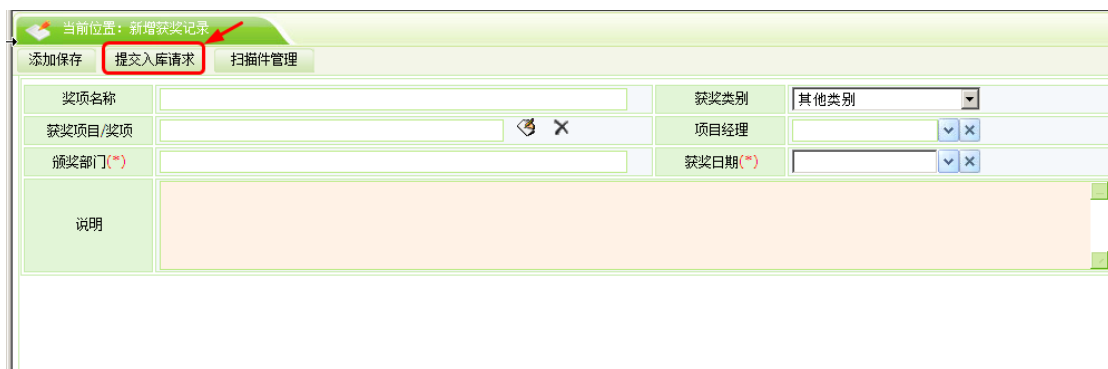 当前位置：新增获奖记录
添加保存 提交入库请求 扫描件管理
奖项名称 获奖类别 其他类别
获奖项目/奖项 项目经理
颁奖部门(*) 获奖日期(*)
说明